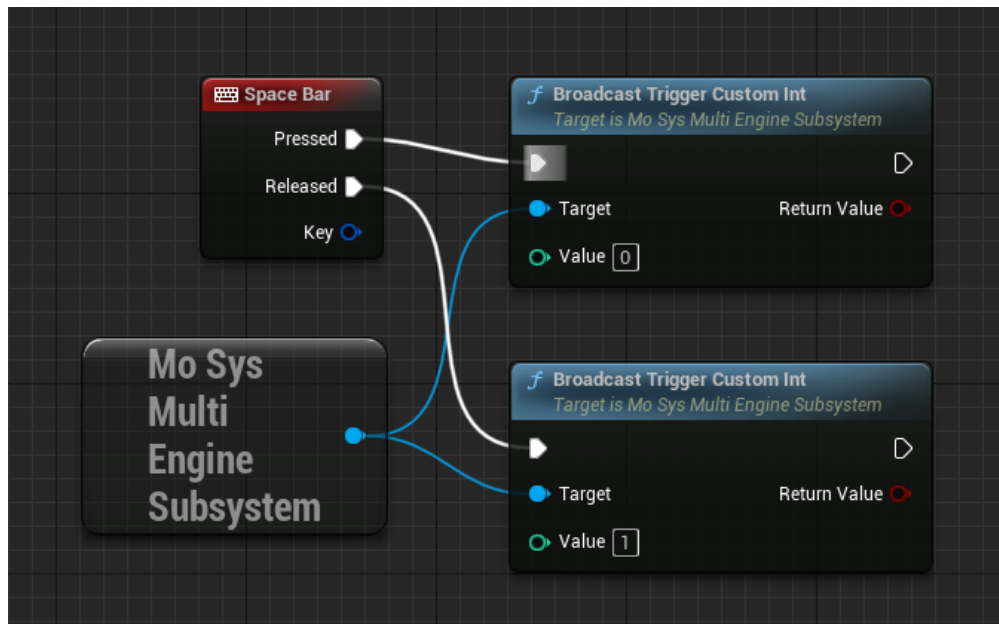 Space Bar
Pressed
Released
Key
Mo Sys
Multi
Engine
Subsystem
f Broadcast Trigger Custom Int
Target is Mo Sys Multi Engine Subsystem
Target
Return Value
Value 0
f Broadcast Trigger Custom Int
Target is Mo Sys Multi Engine Subsystem
Target
Return Value
Value 1